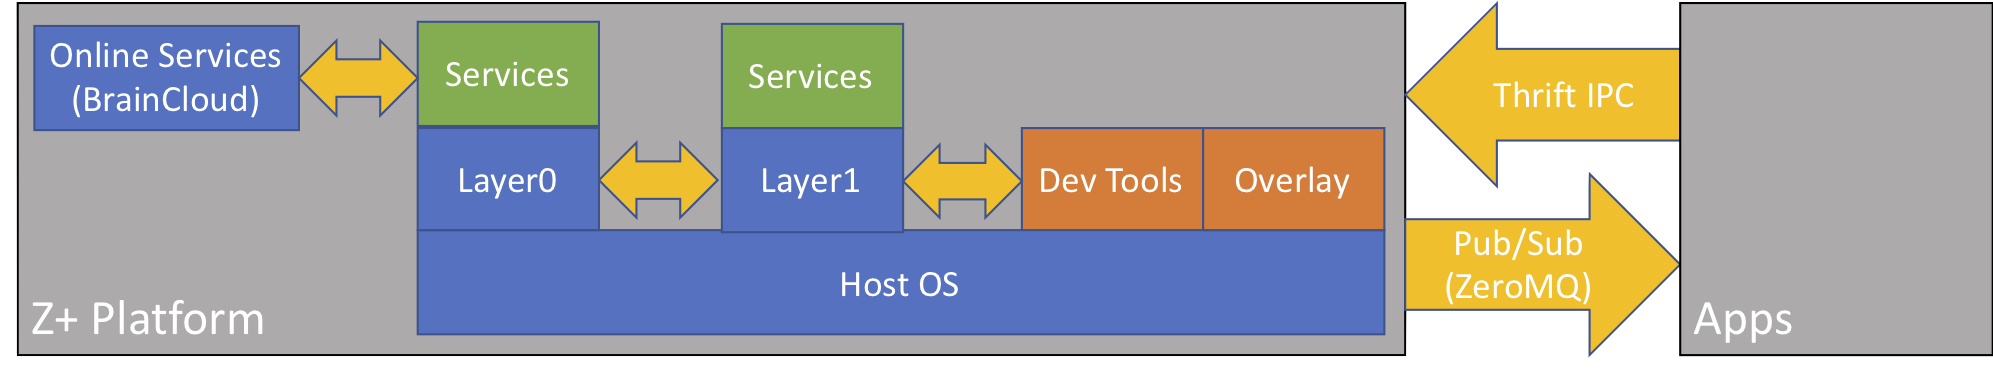 Online Services
(BrainCloud)
Services
Services
Layer0
Layer1
Dev Tools
Overlay
Host OS
Z+ Platform
Thrift IPC
Pub/Sub
(ZeroMQ)
Apps